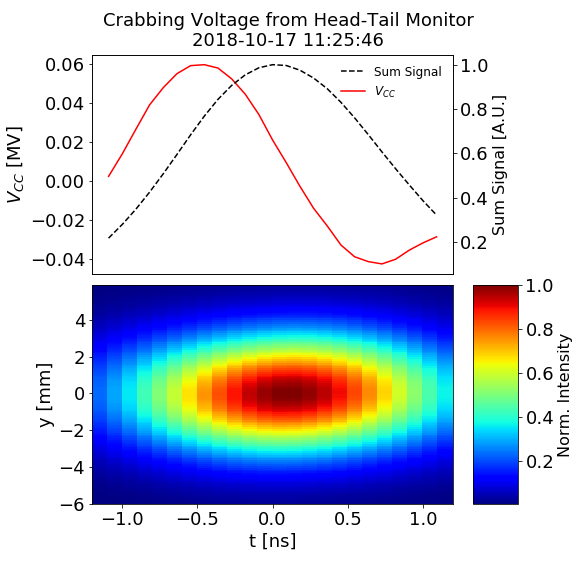 Crabbing Voltage from Head-Tail Monitor
2018-10-17 11:25:46
0.06
0.04
0.02
0.00
−0.02
−0.04
V_CC [MV]
Sum Signal
V_CC
1.0
0.8
0.6
0.4
0.2
Sum Signal [A.U.]
4
2
0
−2
−4
−6
y [mm]
−1.0 −0.5 0.0 0.5 1.0
t [ns]
1.0
0.8
0.6
0.4
0.2
Norm. Intensity